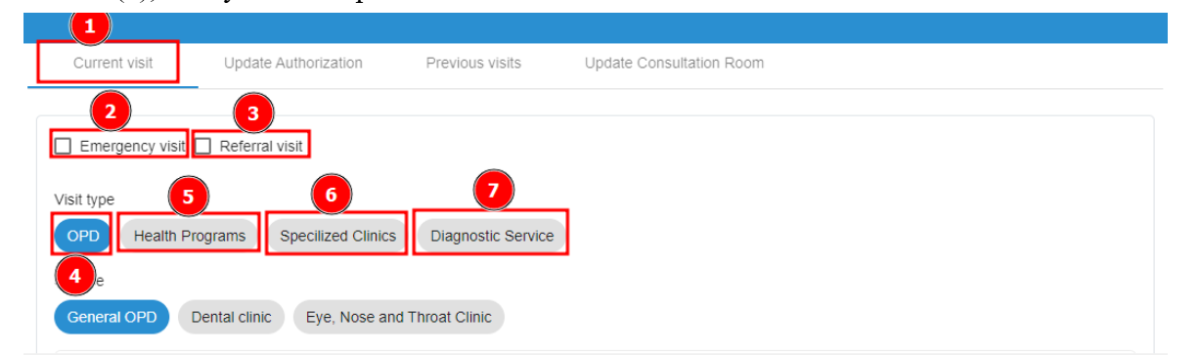 1
Current visit Update Authorization Previous visits Update Consultation Room
2 3
Emergency visit Referral visit
Visit type 5 6 7
OPD Health Programs Specilized Clinics Diagnostic Service
4
General OPD Dental clinic Eye, Nose and Throat Clinic